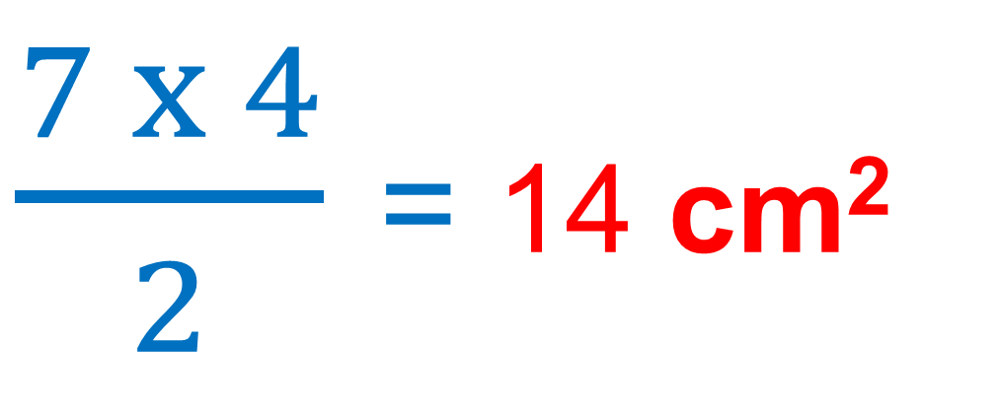 7 x 4
= 14 cm²
2